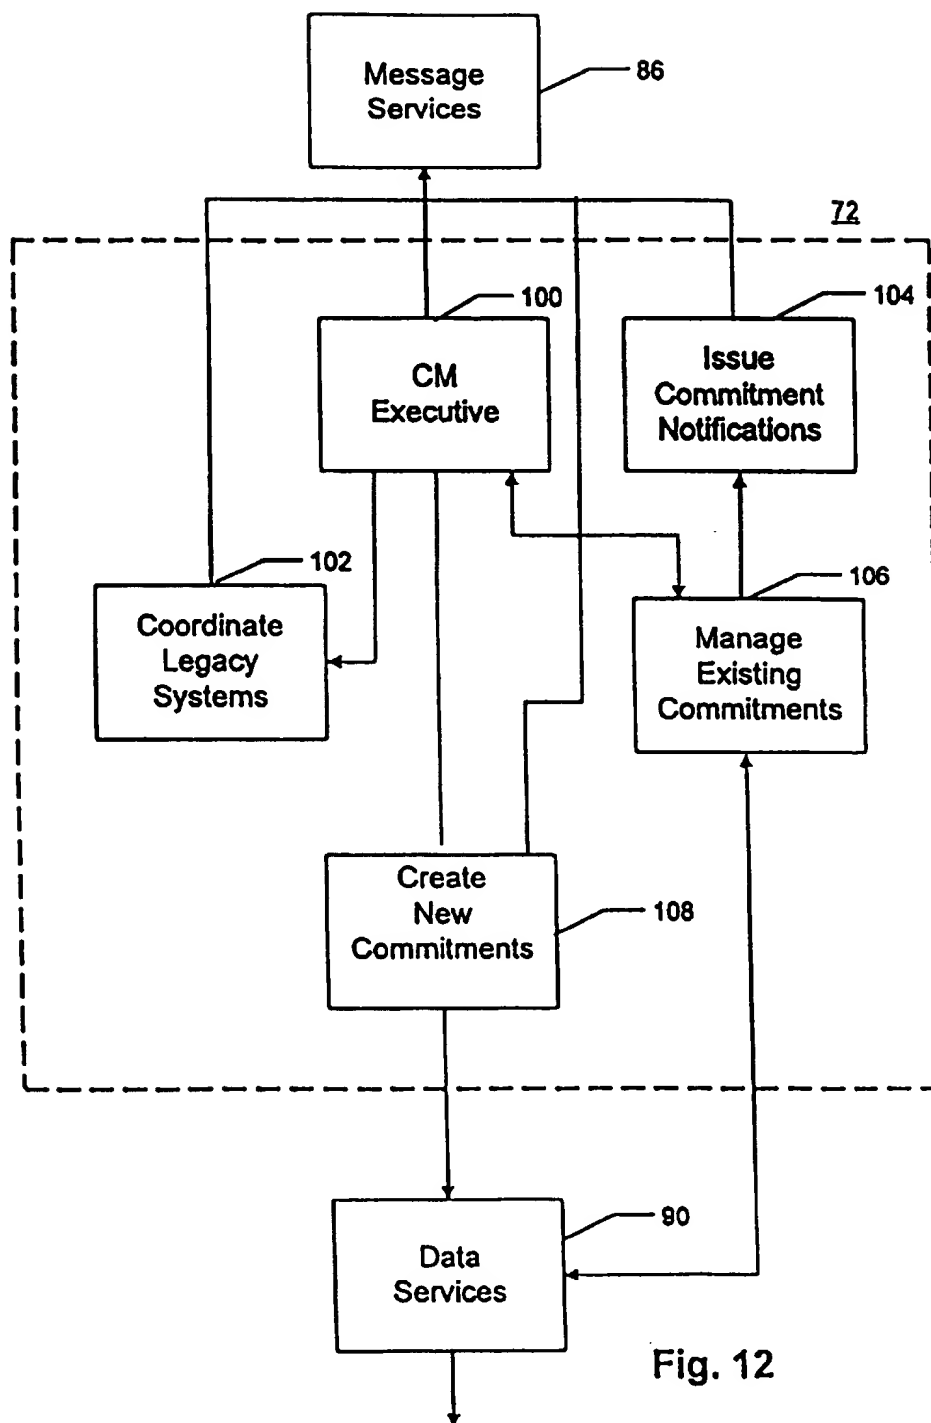 Message
Services
86
72
100
CM
Executive
104
Issue
Commitment
Notifications
102
Coordinate
Legacy
Systems
106
Manage
Existing
Commitments
Create
New
Commitments
108
90
Data
Services
Fig. 12